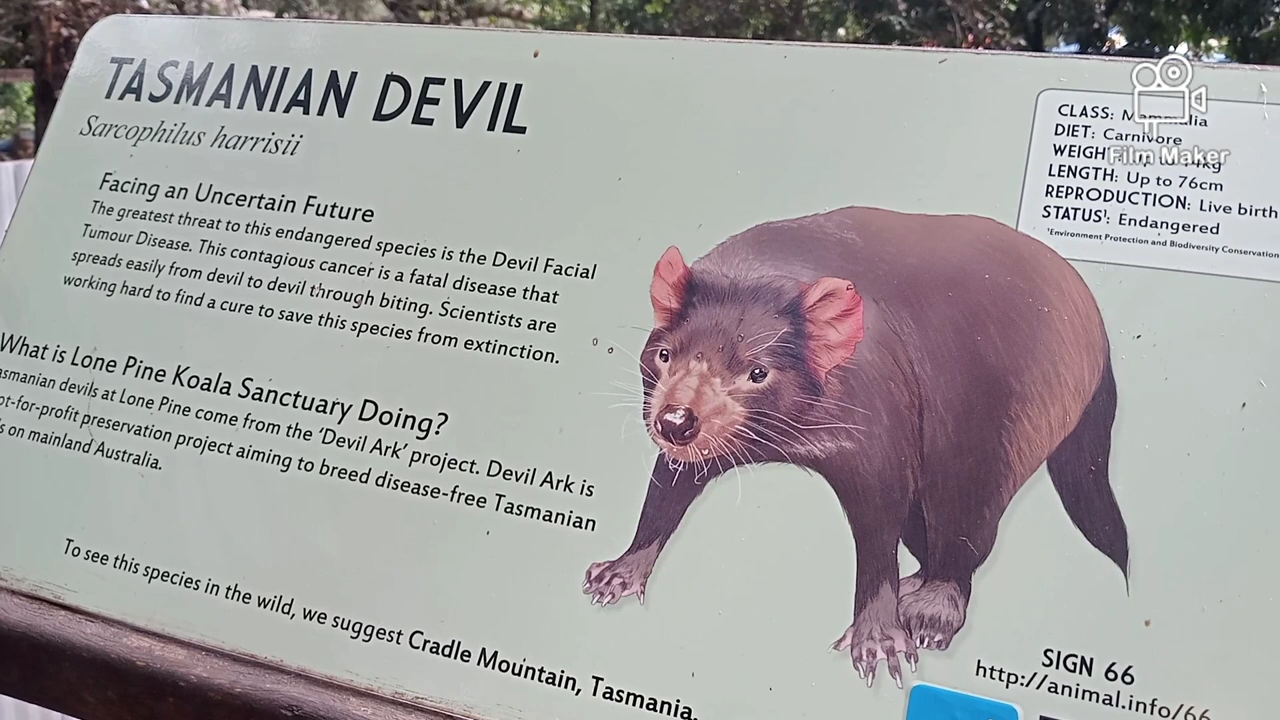 TASMANIAN DEVIL
Sarcophilus harrisii
Facing an Uncertain Future
The greatest threat to this endangered species is the Devil Facial
Tumour Disease. This contagious cancer is a fatal disease that
spreads easily from devil to devil through biting. Scientists are
working hard to find a cure to save this species from extinction.
What is Lone Pine Koala Sanctuary Doing?
asmanian devils at Lone Pine come from the 'Devil Ark' project. Devil Ark is
ot-for-profit preservation project aiming to breed disease-free Tasmanian
s on mainland Australia.
To see this species in the wild, we suggest Cradle Mountain, Tasmania.
CLASS: Mammalia
DIET: Carnivore
WEIGHT: Up to 14kg
LENGTH: Up to 76cm
REPRODUCTION: Live birth
STATUS¹: Endangered
¹Environment Protection and Biodiversity Conservation
Film Maker
SIGN 66
http://animal.info/66